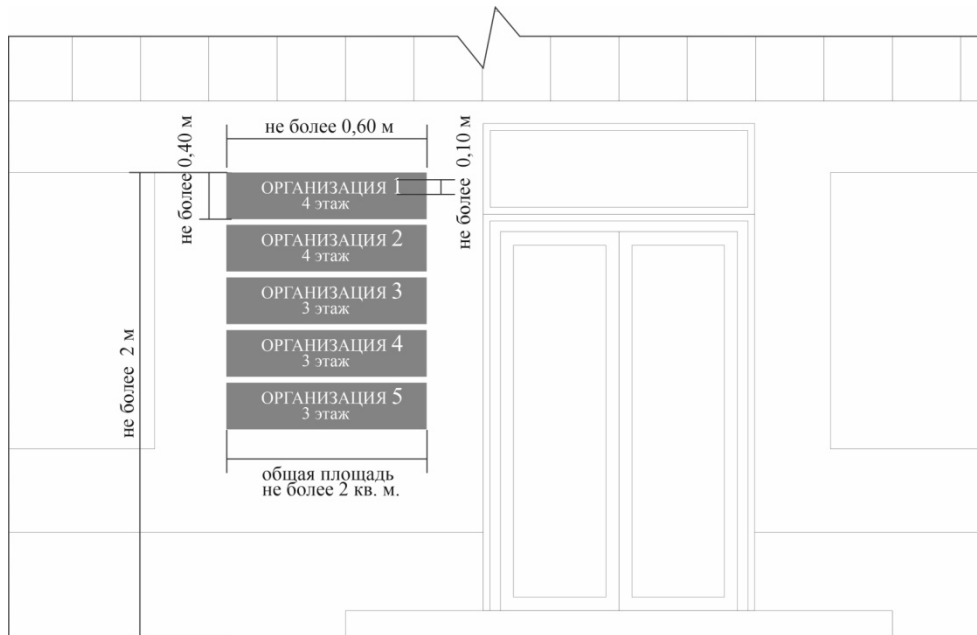 не более 0,60 м
не более 0,40 м
не более 0,10 м
ОРГАНИЗАЦИЯ 1
4 этаж
ОРГАНИЗАЦИЯ 2
4 этаж
ОРГАНИЗАЦИЯ 3
3 этаж
ОРГАНИЗАЦИЯ 4
3 этаж
ОРГАНИЗАЦИЯ 5
3 этаж
не более 2 м
общая площадь
не более 2 кв. м.